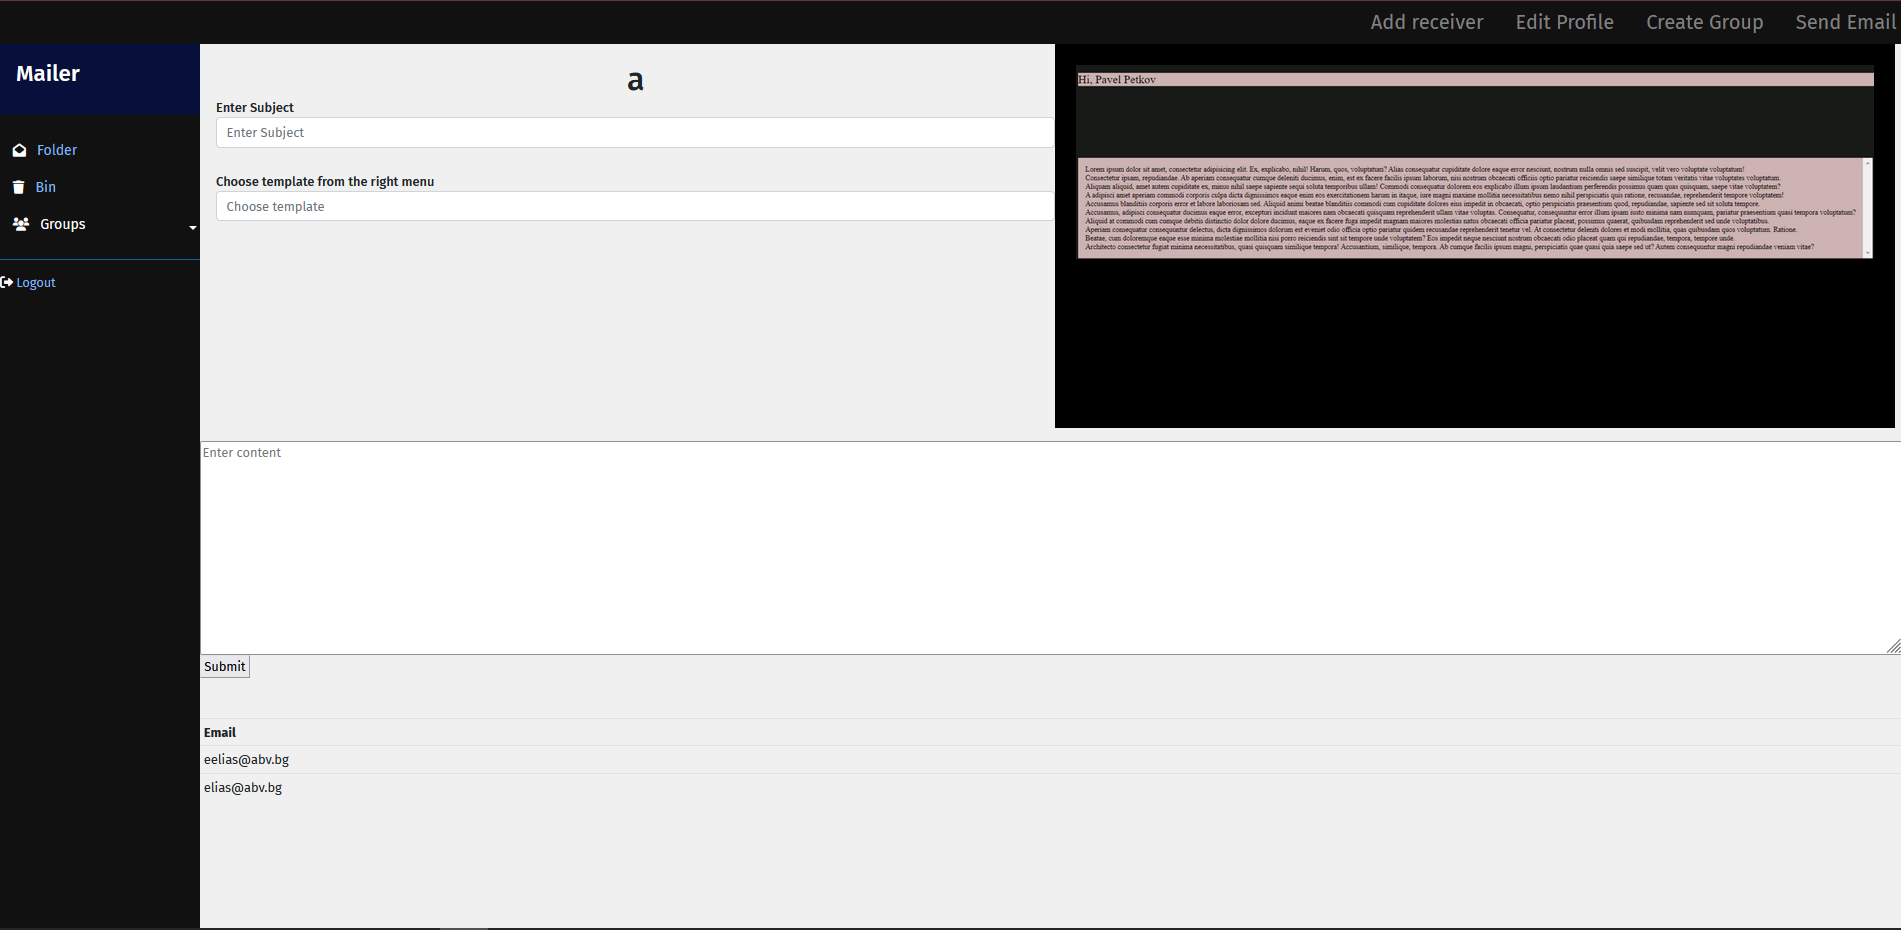 Add receiver Edit Profile Create Group Send Email
Mailer
Folder
Bin
Groups
Logout
a
Enter Subject
Enter Subject
Choose template from the right menu
Choose template
Hi, Pavel Petkov
Lorem ipsum dolor sit amet, consectetur adipisicing elit. Ex, explicabo, nihil! Harum, quos, voluptatum? Alias consequatur cupiditate dolore eaque error nesciunt, nostrum nulla omnis sed suscipit, velit vero voluptate voluptatum!
Consectetur ipsam, repudiandae. Ab aperiam consequatur cumque deleniti ducimus, enim, est ex facere facilis ipsum laborum, nisi nostrum obcaecati officiis optio pariatur reiciendis saepe similique totam veritatis vitae voluptates voluptatum.
Aliquam aliquid, amet autem cupiditate ex, minus nihil saepe sapiente sequi soluta temporibus ullam! Commodi consequatur dolorem eos explicabo illum ipsum laudantium perferendis possimus quam quas quisquam, saepe vitae voluptatem?
A adipisci amet aperiam commodi corporis culpa dicta dignissimos eaque enim eos exercitationem harum in itaque, iure magni maxime mollitia necessitatibus nemo nihil perspiciatis quis ratione, recusandae, reprehenderit tempore voluptatem!
Accusamus blanditiis corporis error et labore laboriosam sed. Aliquid animi beatae blanditiis commodi cum cupiditate dolores eius impedit in obcaecati, optio perspiciatis praesentium quod, repudiandae, sapiente sed sit soluta tempore.
Accusamus, adipisci consequatur ducimus eaque error, excepturi incidunt maiores nam obcaecati quisquam reprehenderit ullam vitae voluptas. Consequatur, consequuntur error illum ipsam iusto minima nam numquam, pariatur praesentium quasi tempora voluptatum?
Aliquid at commodi cum cumque debitis distinctio dolor dolore ducimus, eaque ex facere fuga impedit magnam maiores molestias natus obcaecati officia pariatur placeat, possimus quaerat, quibusdam reprehenderit sed unde voluptatibus.
Aperiam consequatur consequuntur delectus, dicta dignissimos dolorum est eveniet odio officia optio pariatur quidem recusandae reprehenderit tenetur vel. At consectetur deleniti dolores et modi mollitia, quas quibusdam quos voluptatum. Ratione.
Beatae, cum doloremque eaque esse minima molestiae mollitia nisi porro reiciendis sint sit tempore unde voluptatem? Eos impedit neque nesciunt nostrum obcaecati odio placeat quam qui repudiandae, tempora, tempore unde.
Architecto consectetur fugiat minima necessitatibus, quasi quisquam similique tempora! Accusantium, similique, tempora. Ab cumque facilis ipsum magni, perspiciatis quae quasi quia saepe sed ut? Autem consequuntur magni repudiandae veniam vitae?
Enter content
Submit
Email
eelias@abv.bg
elias@abv.bg